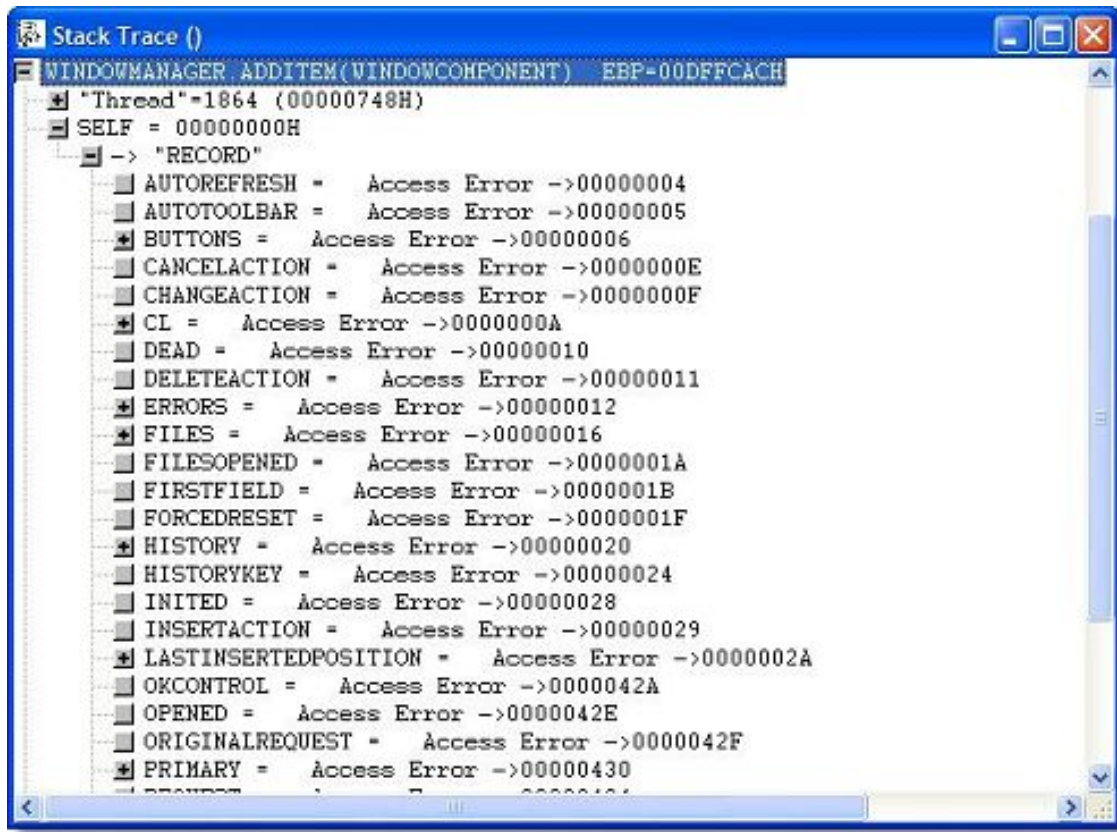 Stack Trace ()
WINDOWMANAGER.ADDITEM(WINDOWCOMPONENT) EBP=00DFFCACH
"Thread"=1864 (00000748H)
SELF = 00000000H
-> "RECORD"
AUTOREFRESH = Access Error ->00000004
AUTOTOOLBAR = Access Error ->00000005
BUTTONS = Access Error ->00000006
CANCELACTION = Access Error ->0000000E
CHANGEACTION = Access Error ->0000000F
CL = Access Error ->0000000A
DEAD = Access Error ->00000010
DELETEACTION = Access Error ->00000011
ERRORS = Access Error ->00000012
FILES = Access Error ->00000016
FILESOPENED = Access Error ->0000001A
FIRSTFIELD = Access Error ->0000001B
FORCEDRESET = Access Error ->0000001F
HISTORY = Access Error ->00000020
HISTORYKEY = Access Error ->00000024
INITED = Access Error ->00000028
INSERTACTION = Access Error ->00000029
LASTINSERTEDPOSITION = Access Error ->0000002A
OKCONTROL = Access Error ->0000042A
OPENED = Access Error ->0000042E
ORIGINALREQUEST = Access Error ->0000042F
PRIMARY = Access Error ->00000430